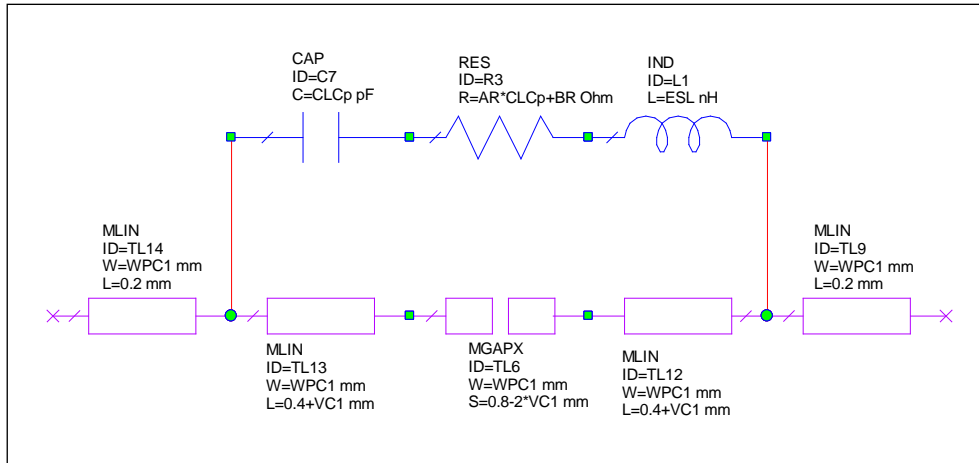 CAP
ID=C7
C=CLCp pF
RES
ID=R3
R=AR*CLCp+BR Ohm
IND
ID=L1
L=ESL nH
MLIN
ID=TL14
W=WPC1 mm
L=0.2 mm
MLIN
ID=TL9
W=WPC1 mm
L=0.2 mm
MLIN
ID=TL13
W=WPC1 mm
L=0.4+VC1 mm
MGAPX
ID=TL6
W=WPC1 mm
S=0.8-2*VC1 mm
MLIN
ID=TL12
W=WPC1 mm
L=0.4+VC1 mm